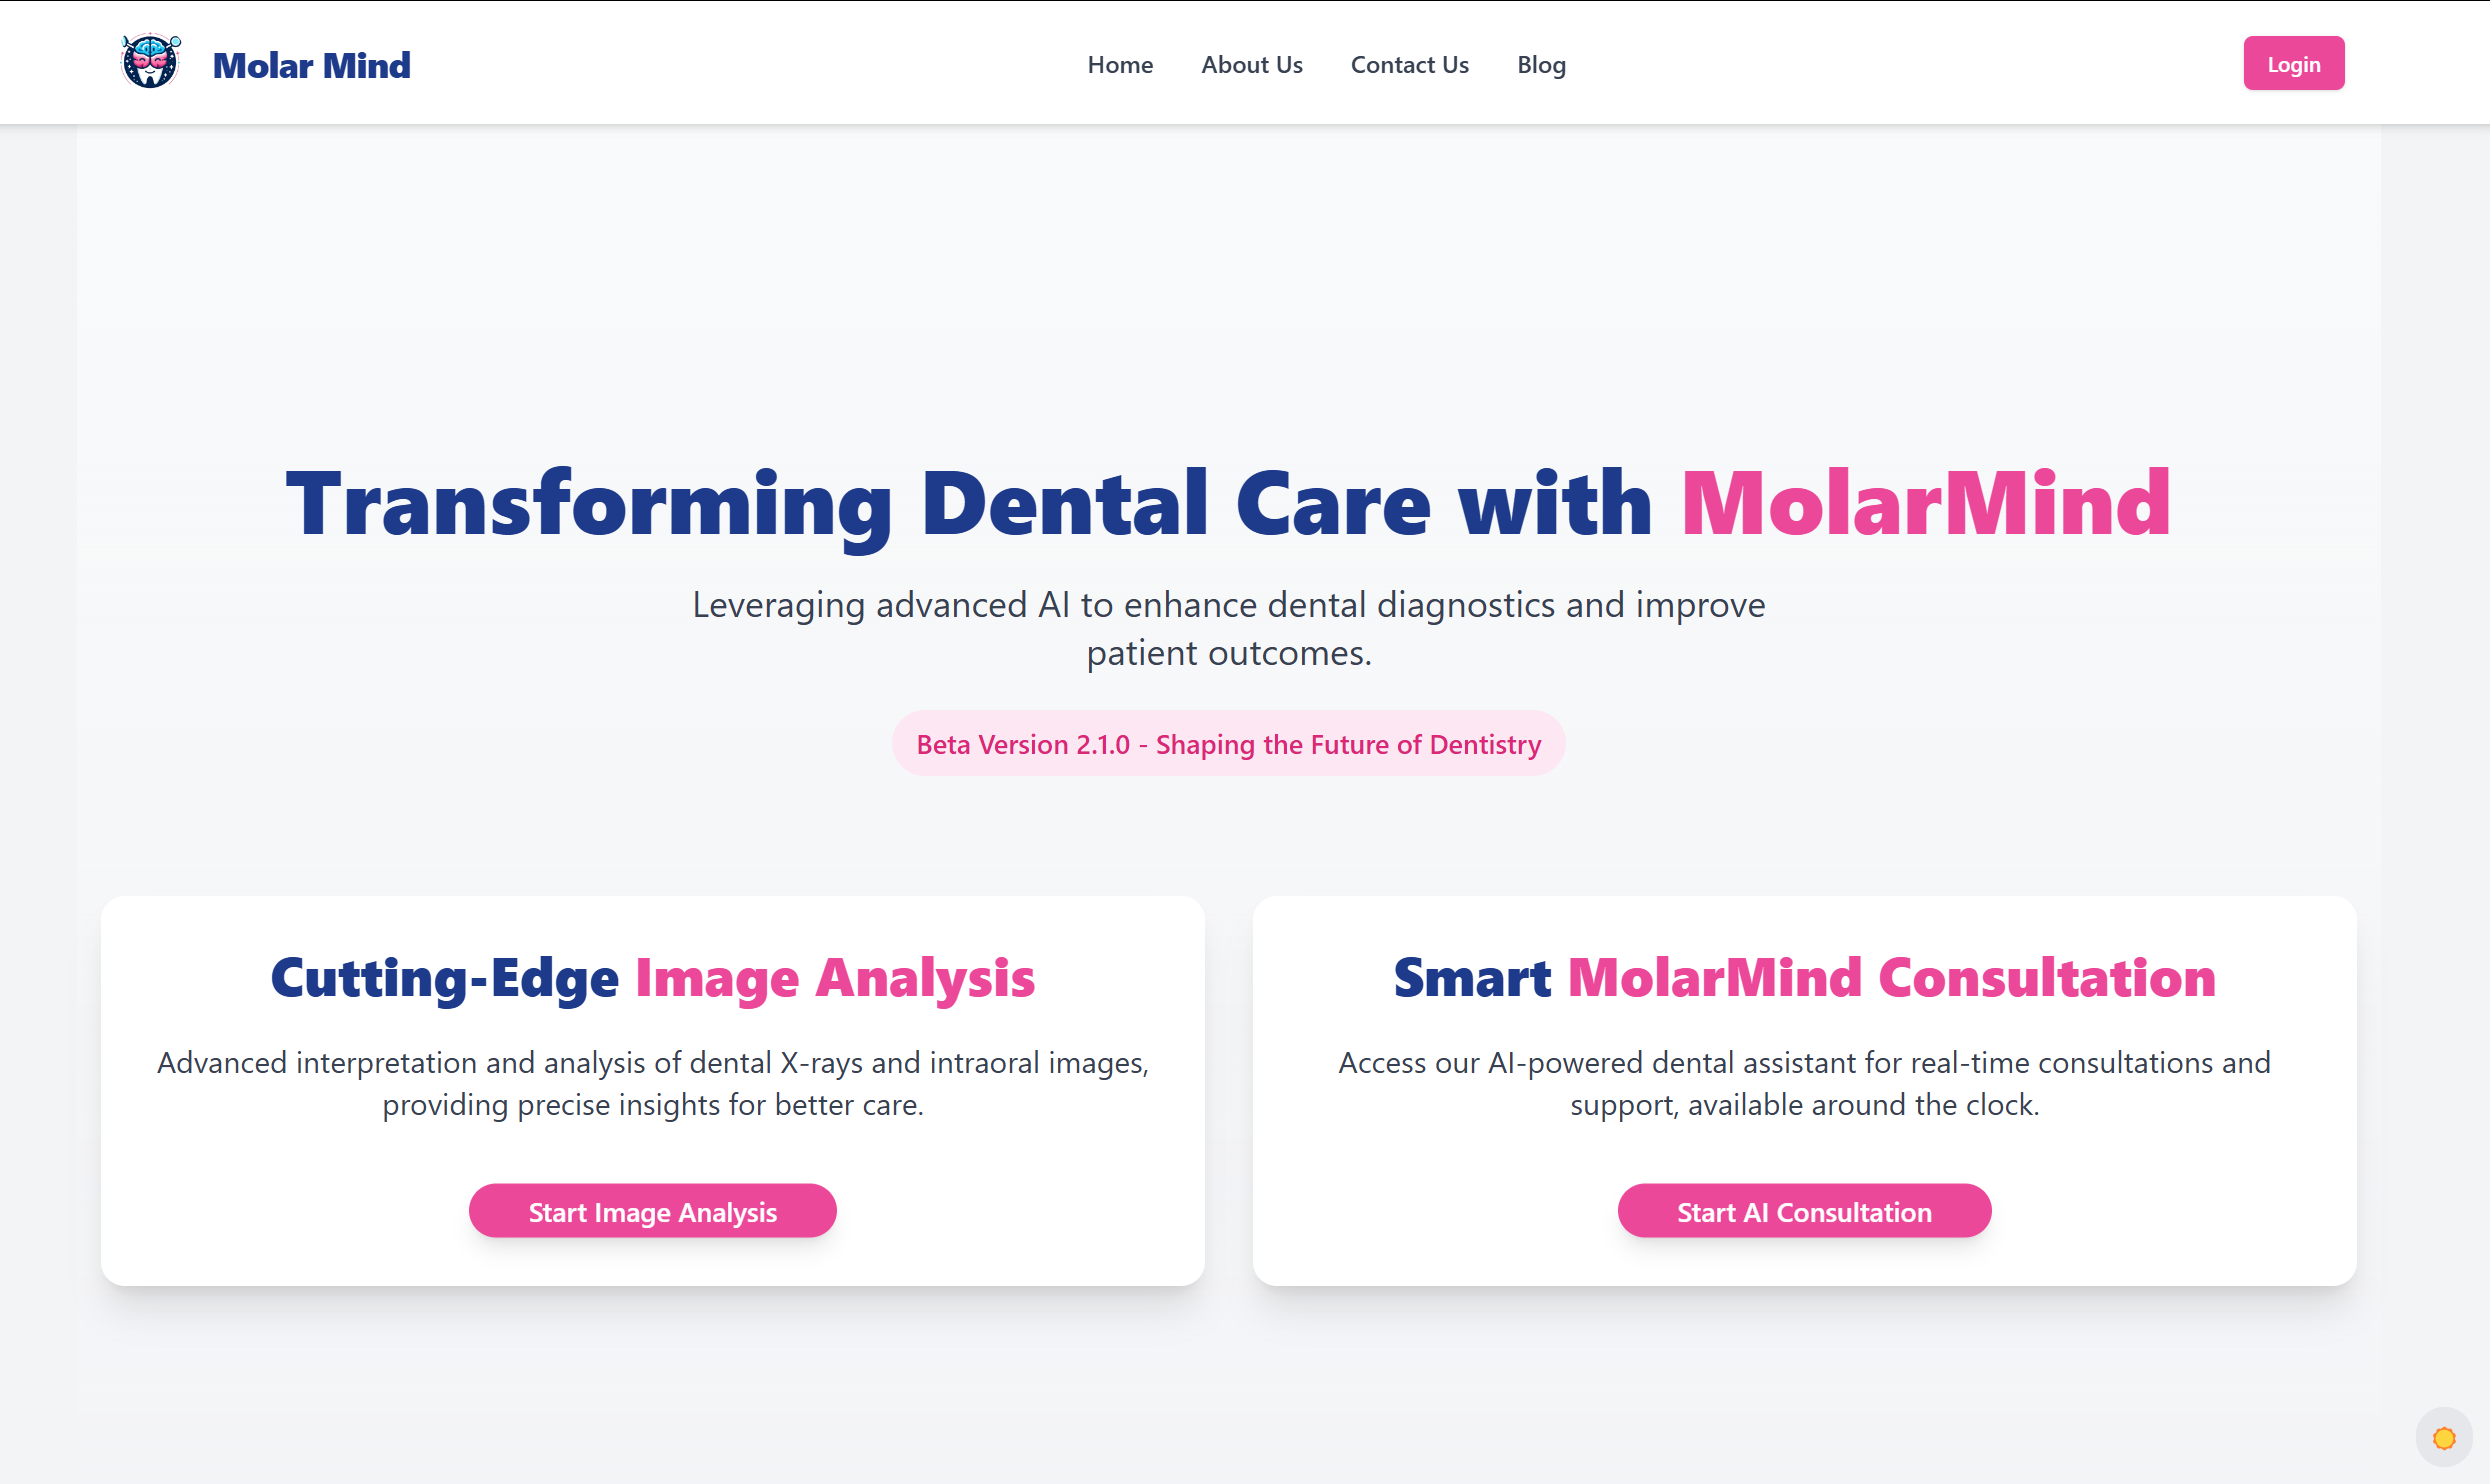 Molar Mind
Home
About Us
Contact Us
Blog
Login
Transforming Dental Care with MolarMind
Leveraging advanced AI to enhance dental diagnostics and improve
patient outcomes.
Beta Version 2.1.0 - Shaping the Future of Dentistry
Cutting-Edge Image Analysis
Advanced interpretation and analysis of dental X-rays and intraoral images,
providing precise insights for better care.
Start Image Analysis
Smart MolarMind Consultation
Access our AI-powered dental assistant for real-time consultations and
support, available around the clock.
Start AI Consultation